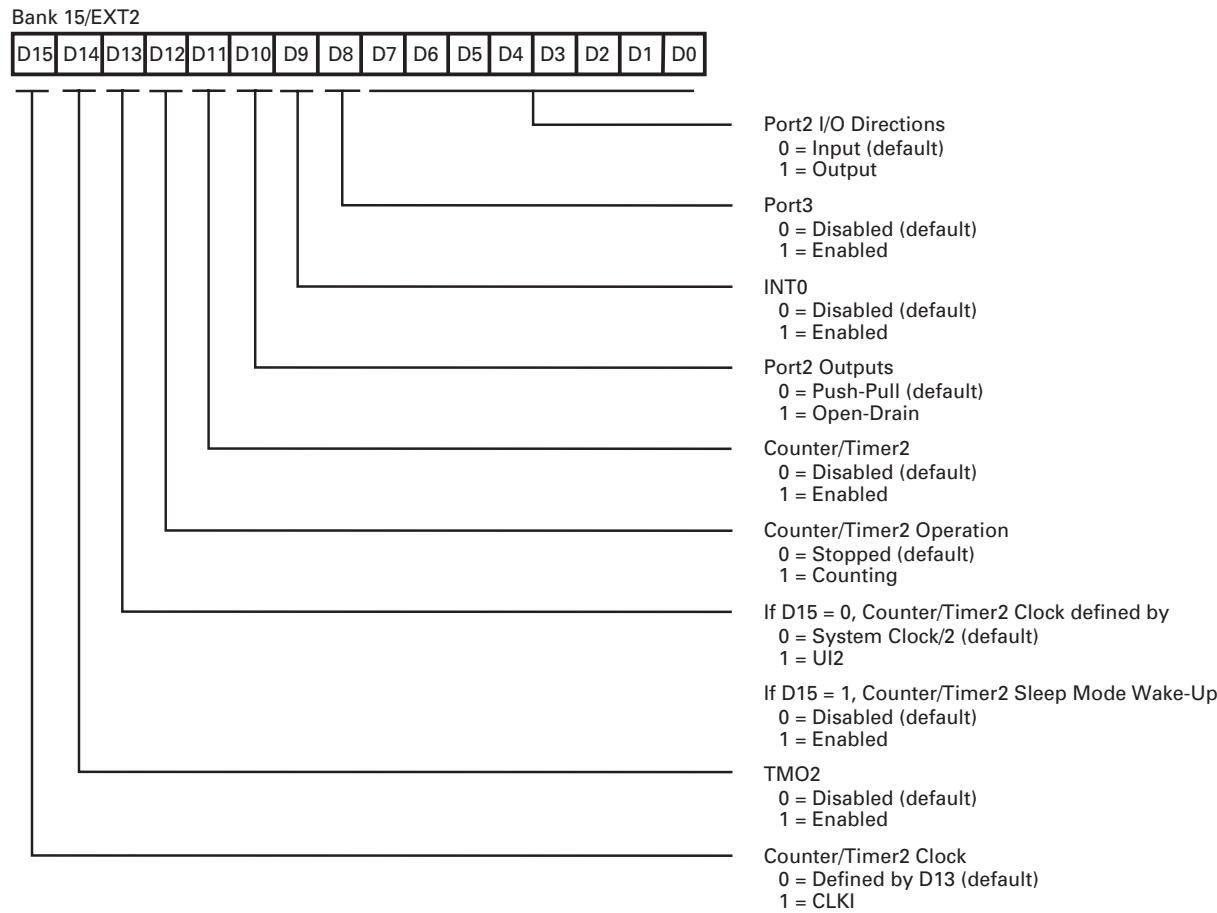 Bank 15/EXT2
D15 D14 D13 D12 D11 D10 D9 D8 D7 D6 D5 D4 D3 D2 D1 D0
Port2 I/O Directions
0 = Input (default)
1 = Output
Port3
0 = Disabled (default)
1 = Enabled
INT0
0 = Disabled (default)
1 = Enabled
Port2 Outputs
0 = Push-Pull (default)
1 = Open-Drain
Counter/Timer2
0 = Disabled (default)
1 = Enabled
Counter/Timer2 Operation
0 = Stopped (default)
1 = Counting
If D15 = 0, Counter/Timer2 Clock defined by
0 = System Clock/2 (default)
1 = UI2
If D15 = 1, Counter/Timer2 Sleep Mode Wake-Up
0 = Disabled (default)
1 = Enabled
TMO2
0 = Disabled (default)
1 = Enabled
Counter/Timer2 Clock
0 = Defined by D13 (default)
1 = CLKI